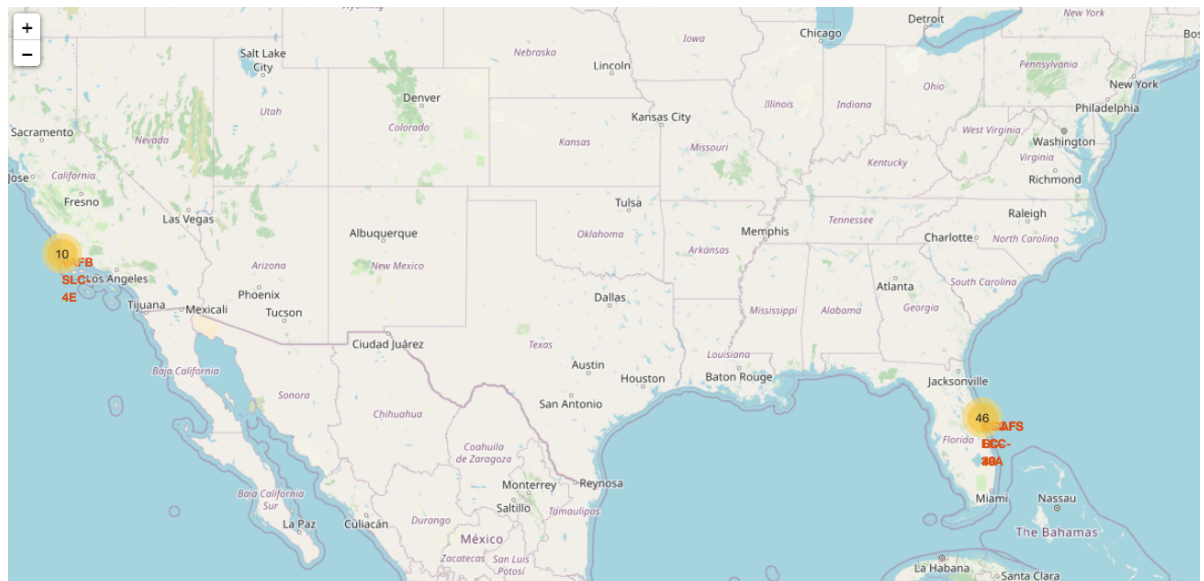 +
−
Wyoming
Detroit
New York
Chicago
Iowa
Salt Lake
City
Nebraska
Lincoln
Pennsylvania
New York
Utah
Denver
Colorado
Illinois
Indiana
Ohio
Philadelphia
Sacramento
Nevada
Kansas City
Kansas
Missouri
West Virginia
Washington
Virginia
Kentucky
Jose
California
Fresno
Richmond
Las Vegas
Tulsa
Albuquerque
Oklahoma
Memphis
Tennessee
Raleigh
Charlotte
North Carolina
Arkansas
10
Arizona
New Mexico
Los Angeles
SLC-
4E
Phoenix
Atlanta
South Carolina
Tijuana
Mexicali
Tucson
Dallas
Mississippi
Alabama
Georgia
Ciudad Juárez
Texas
Louisiana
Baja California
Austin
Baton Rouge
Jacksonville
Houston
Sonora
San Antonio
Chihuahua
46
Florida
Coahuila
de Zaragoza
Monterrey
Reynosa
Miami
Nassau
Baja California
Sur
Saltillo
Tamaulipas
La Paz
Culiacán
Durango
The Bahamas
México
Zacatecas
San Luis
Potosí
La Habana
Santa Clara